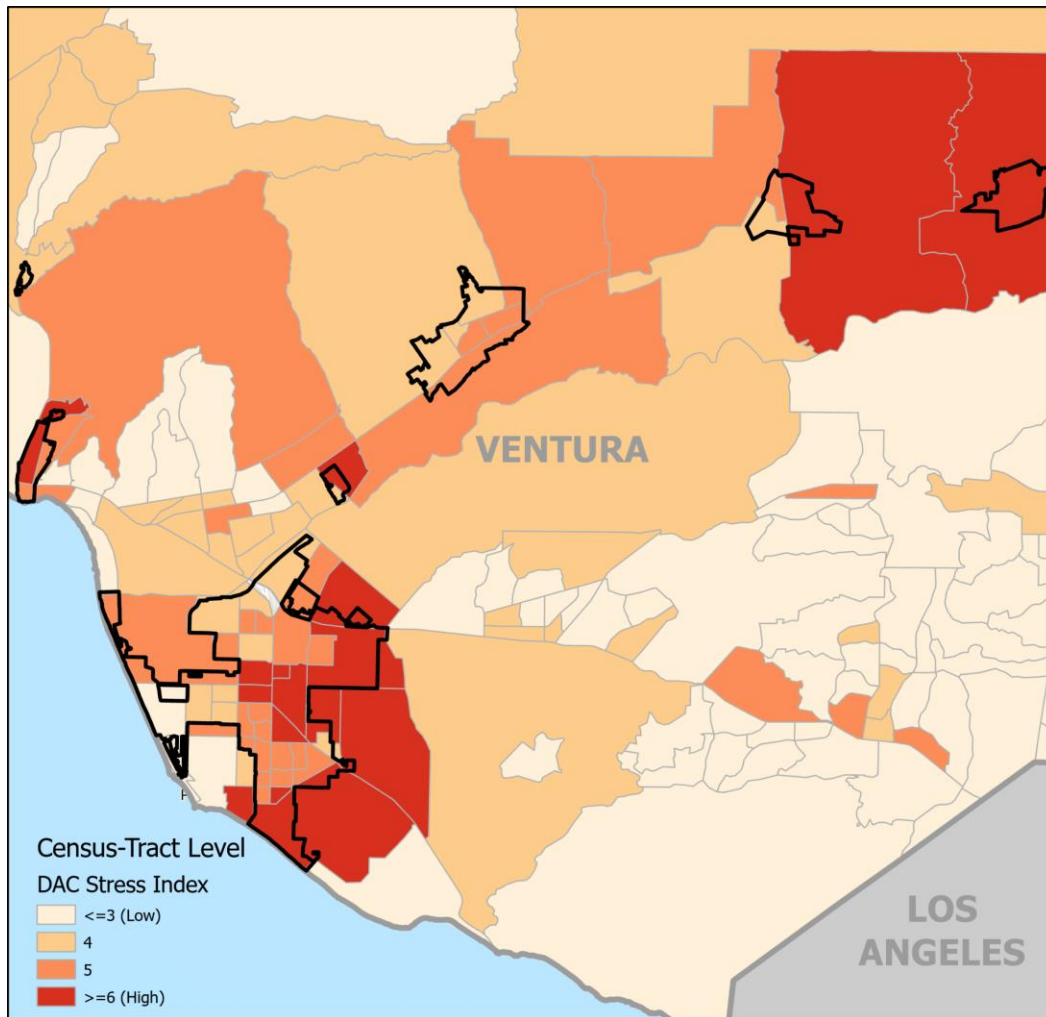 VENTURA
Census-Tract Level
DAC Stress Index
<=3 (Low)
4
5
>=6 (High)
LOS
ANGELES